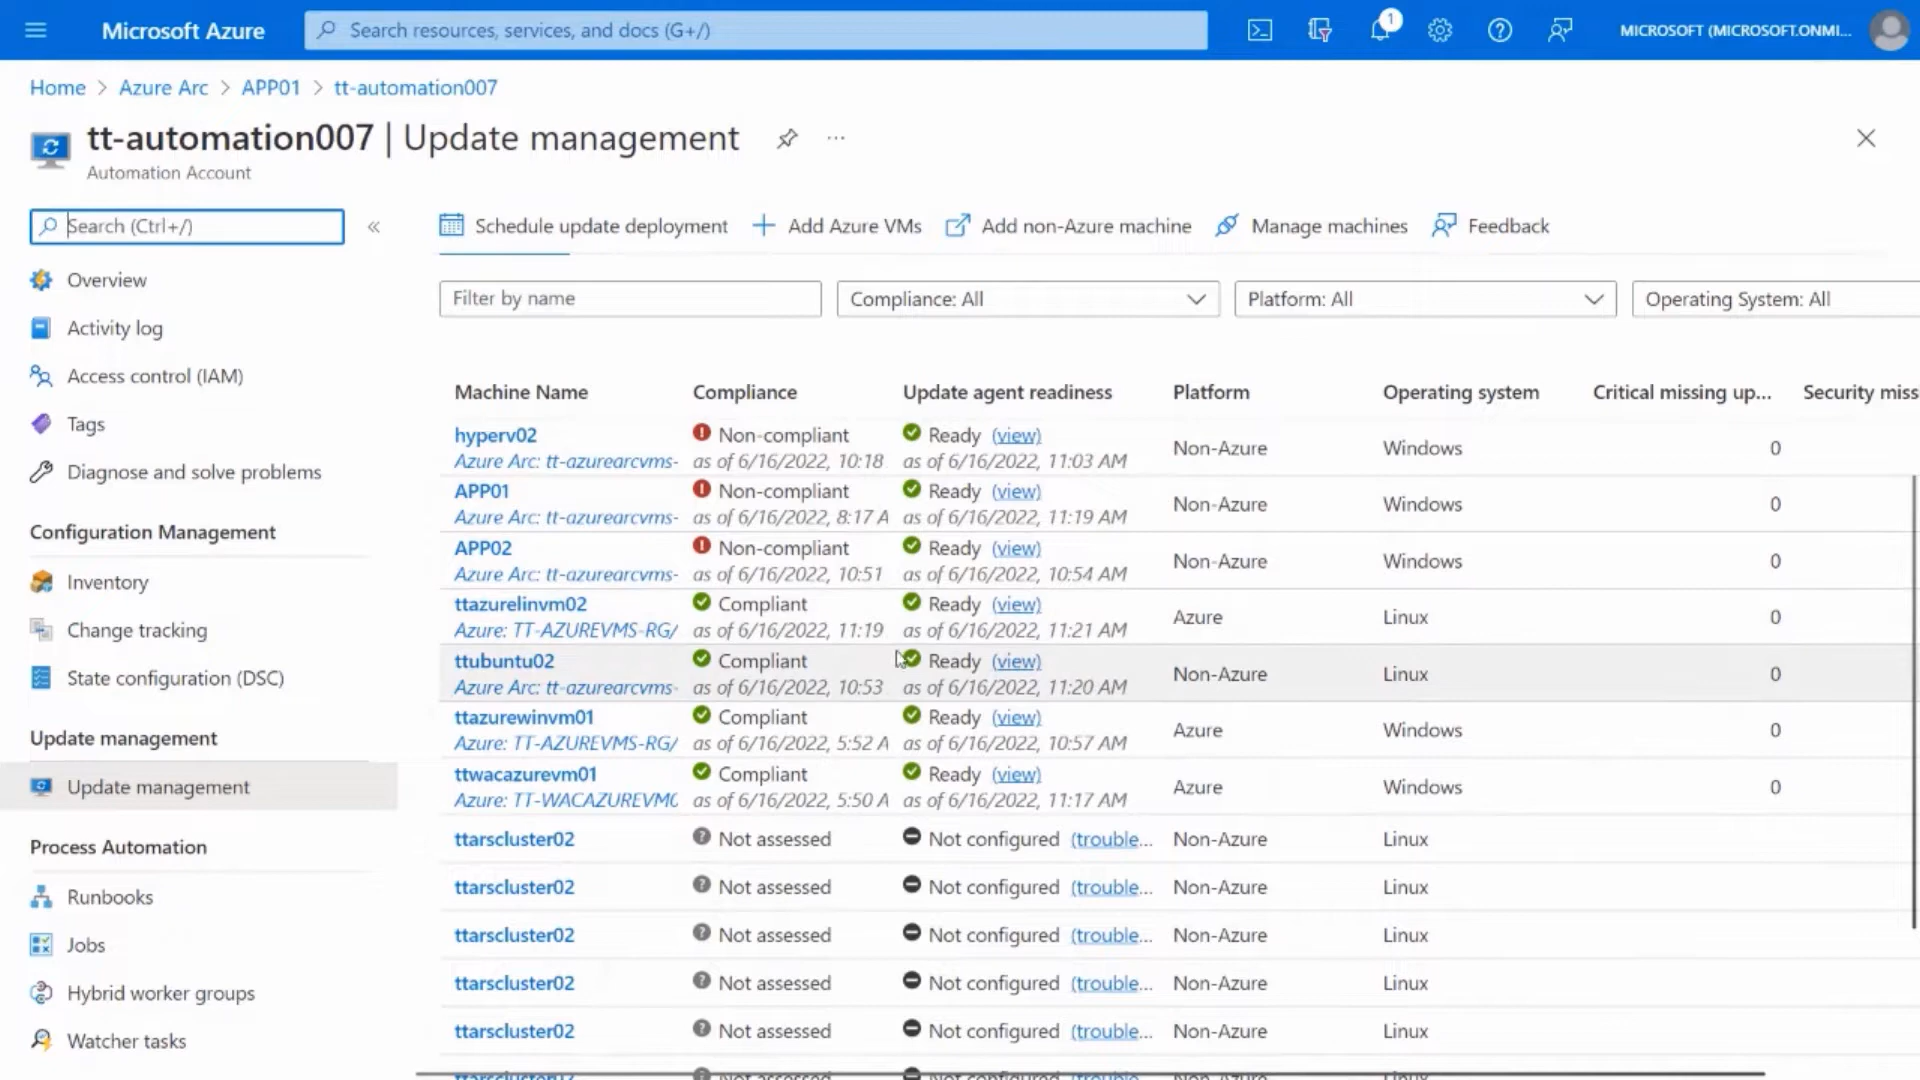 Microsoft Azure
Search resources, services, and docs (G+/)
1
MICROSOFT (MICROSOFT.ONMI...
Home > Azure Arc > APP01 > tt-automation007
tt-automation007 | Update management
...
Automation Account
Search (Ctrl+/)
«
Schedule update deployment
Add Azure VMs
Add non-Azure machine
Manage machines
Feedback
Overview
Activity log
Access control (IAM)
Tags
Diagnose and solve problems
Configuration Management
Inventory
Change tracking
State configuration (DSC)
Update management
Update management
Process Automation
Runbooks
Jobs
Hybrid worker groups
Watcher tasks
Filter by name
Compliance: All
Platform: All
Operating System: All
Machine Name Compliance Update agent readiness Platform Operating system Critical missing up... Security miss
hyperv02 Non-compliant Ready (view) Non-Azure Windows 0
Azure Arc: tt-azurearcvms- as of 6/16/2022, 10:18 as of 6/16/2022, 11:03 AM
APP01 Non-compliant Ready (view) Non-Azure Windows 0
Azure Arc: tt-azurearcvms- as of 6/16/2022, 8:17 A as of 6/16/2022, 11:19 AM
APP02 Non-compliant Ready (view) Non-Azure Windows 0
Azure Arc: tt-azurearcvms- as of 6/16/2022, 10:51 as of 6/16/2022, 10:54 AM
ttazurelinvm02 Compliant Ready (view) Azure Linux 0
Azure: TT-AZUREVMS-RG/ as of 6/16/2022, 11:19 as of 6/16/2022, 11:21 AM
ttubuntu02 Compliant Ready (view) Non-Azure Linux 0
Azure Arc: tt-azurearcvms- as of 6/16/2022, 10:53 as of 6/16/2022, 11:20 AM
ttazurewinvm01 Compliant Ready (view) Azure Windows 0
Azure: TT-AZUREVMS-RG/ as of 6/16/2022, 5:52 A as of 6/16/2022, 10:57 AM
ttwacazurevm01 Compliant Ready (view) Azure Windows 0
Azure: TT-WACAZUREVM as of 6/16/2022, 5:50 A as of 6/16/2022, 11:17 AM
ttarscluster02 Not assessed Not configured (trouble... Non-Azure Linux
ttarscluster02 Not assessed Not configured (trouble... Non-Azure Linux
ttarscluster02 Not assessed Not configured (trouble... Non-Azure Linux
ttarscluster02 Not assessed Not configured (trouble... Non-Azure Linux
ttarscluster02 Not assessed Not configured (trouble... Non-Azure Linux